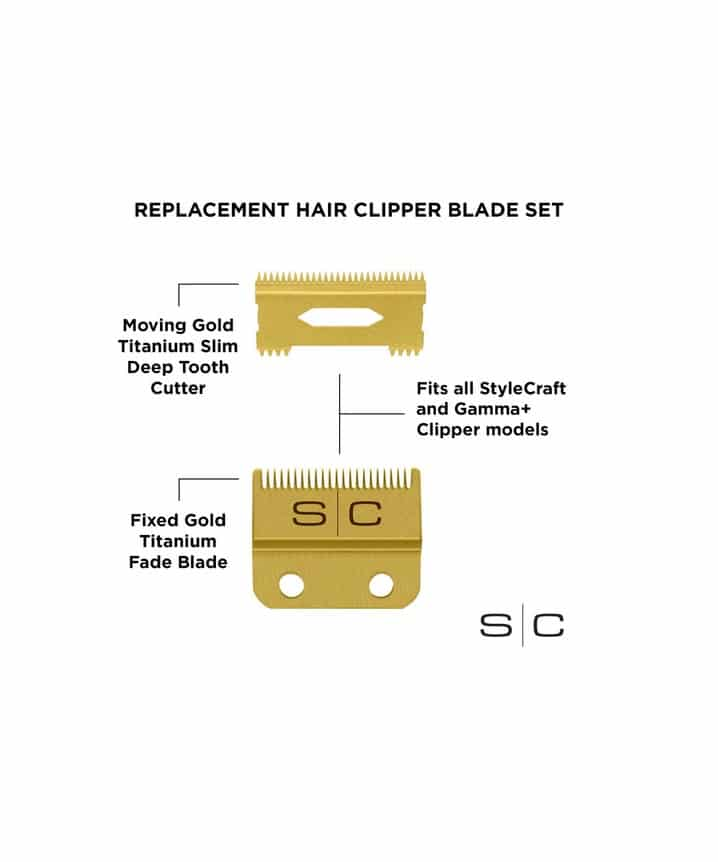 REPLACEMENT HAIR CLIPPER BLADE SET
Moving Gold
Titanium Slim
Deep Tooth
Cutter
Fits all StyleCraft
and Gamma+
Clipper models
Fixed Gold
Titanium
Fade Blade
S|C
S|C